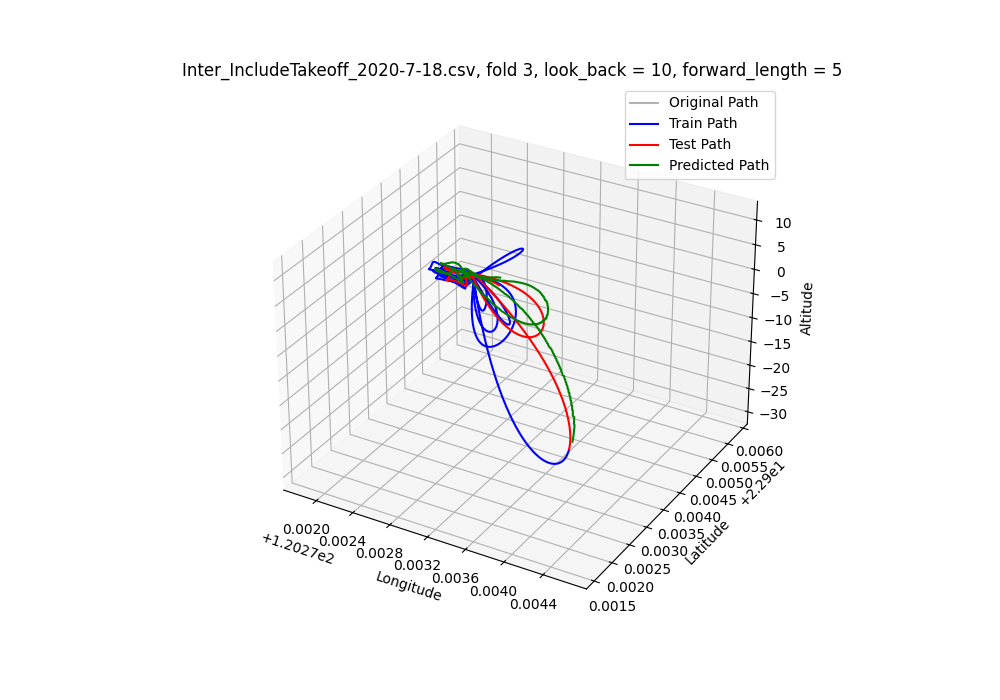 Inter_IncludeTakeoff_2020-7-18.csv, fold 3, look_back = 10, forward_length = 5
Original Path
Train Path
Test Path
Predicted Path
10
5
0
−5
−10
−15
−20
−25
−30
Altitude
0.0060
0.0055
0.0050
0.0045
0.0040
0.0035
0.0030
0.0025
0.0020
0.0015
+2.29e1
Latitude
0.0020
0.0024
0.0028
0.0032
0.0036
0.0040
0.0044
+1.2027e2
Longitude